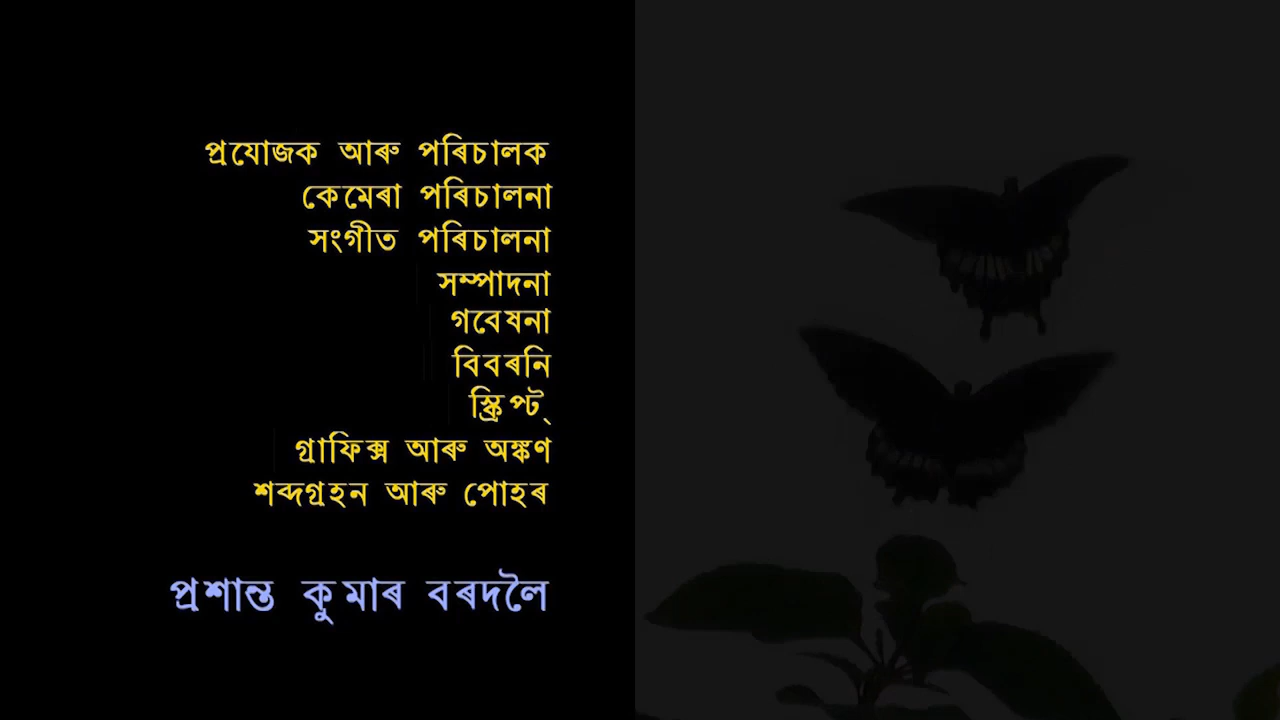 প্ৰযোজক আৰু পৰিচালক
কেমেৰা পৰিচালনা
সংগীত পৰিচালনা
সম্পাদনা
গবেষনা
বিবৰনি
স্ক্ৰিপ্ট্
গ্ৰাফিক্স আৰু অঙ্কণ
শব্দগ্ৰহন আৰু পোহৰ
প্ৰশান্ত কুমাৰ বৰদলৈ